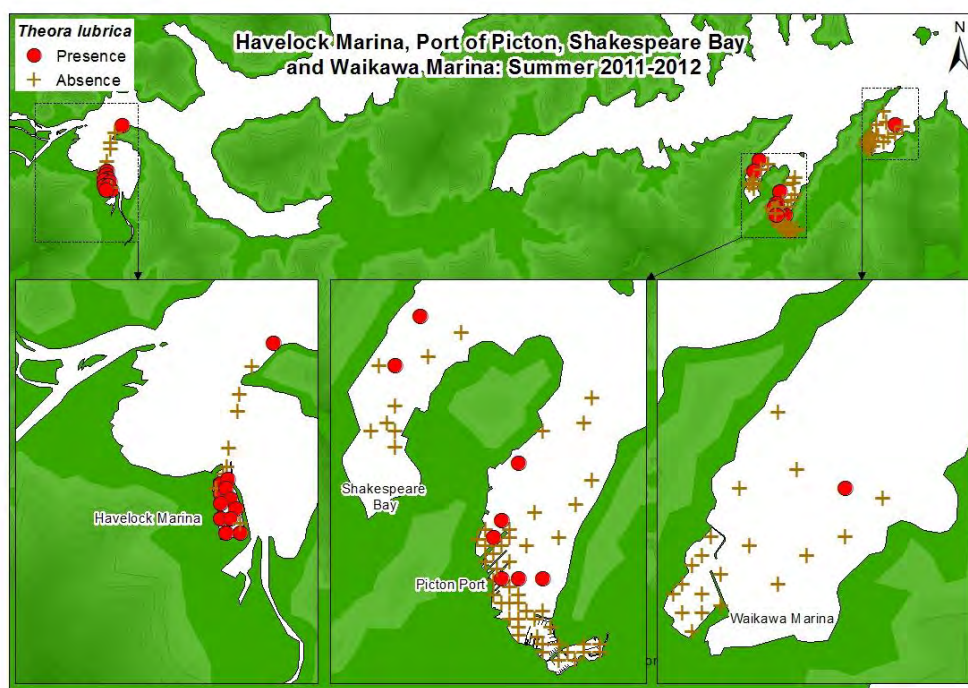 Theora lubrica
Presence
Absence
Havelock Marina, Port of Picton, Shakespeare Bay
and Waikawa Marina: Summer 2011-2012
N
Havelock Marina
Shakespeare
Bay
Picton Port
Waikawa Marina